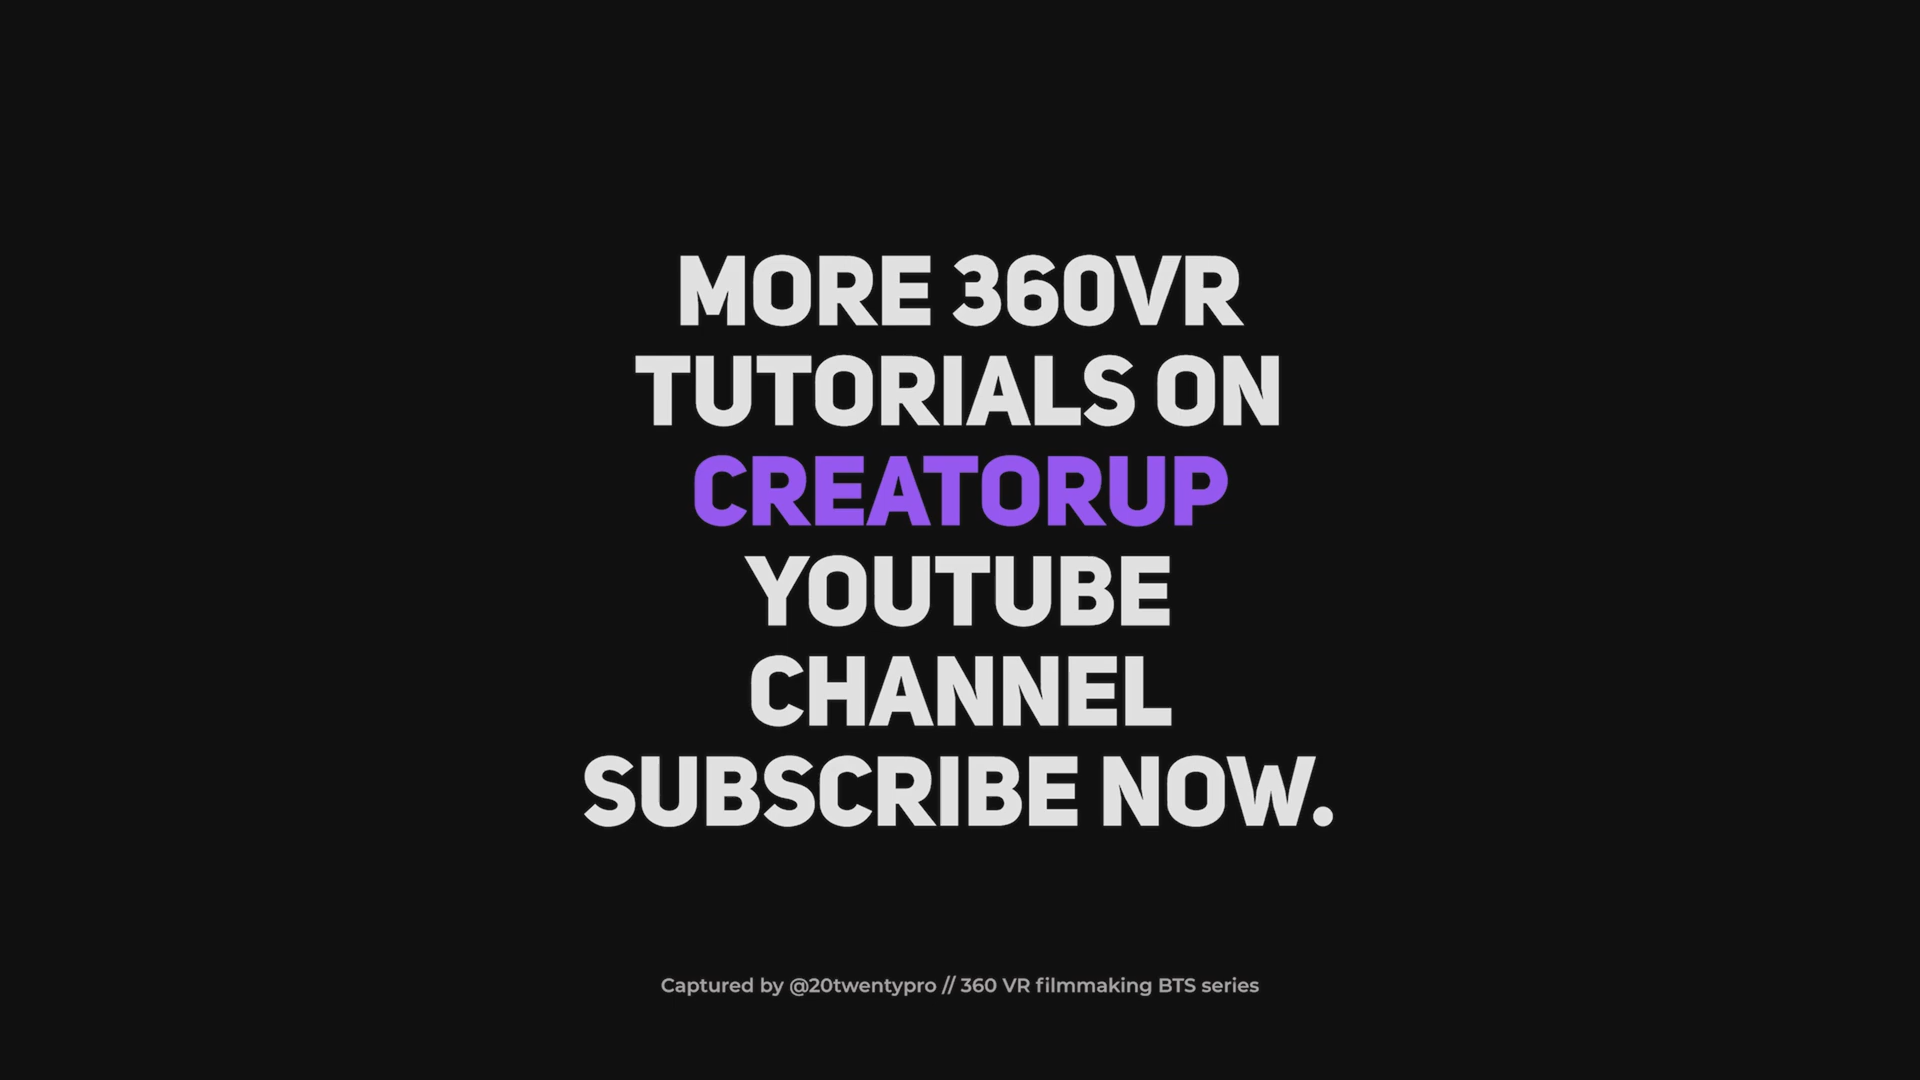 MORE 360VR
TUTORIALS ON
CREATORUP
YOUTUBE
CHANNEL
SUBSCRIBE NOW.
Captured by @20twentypro // 360 VR filmmaking BTS series